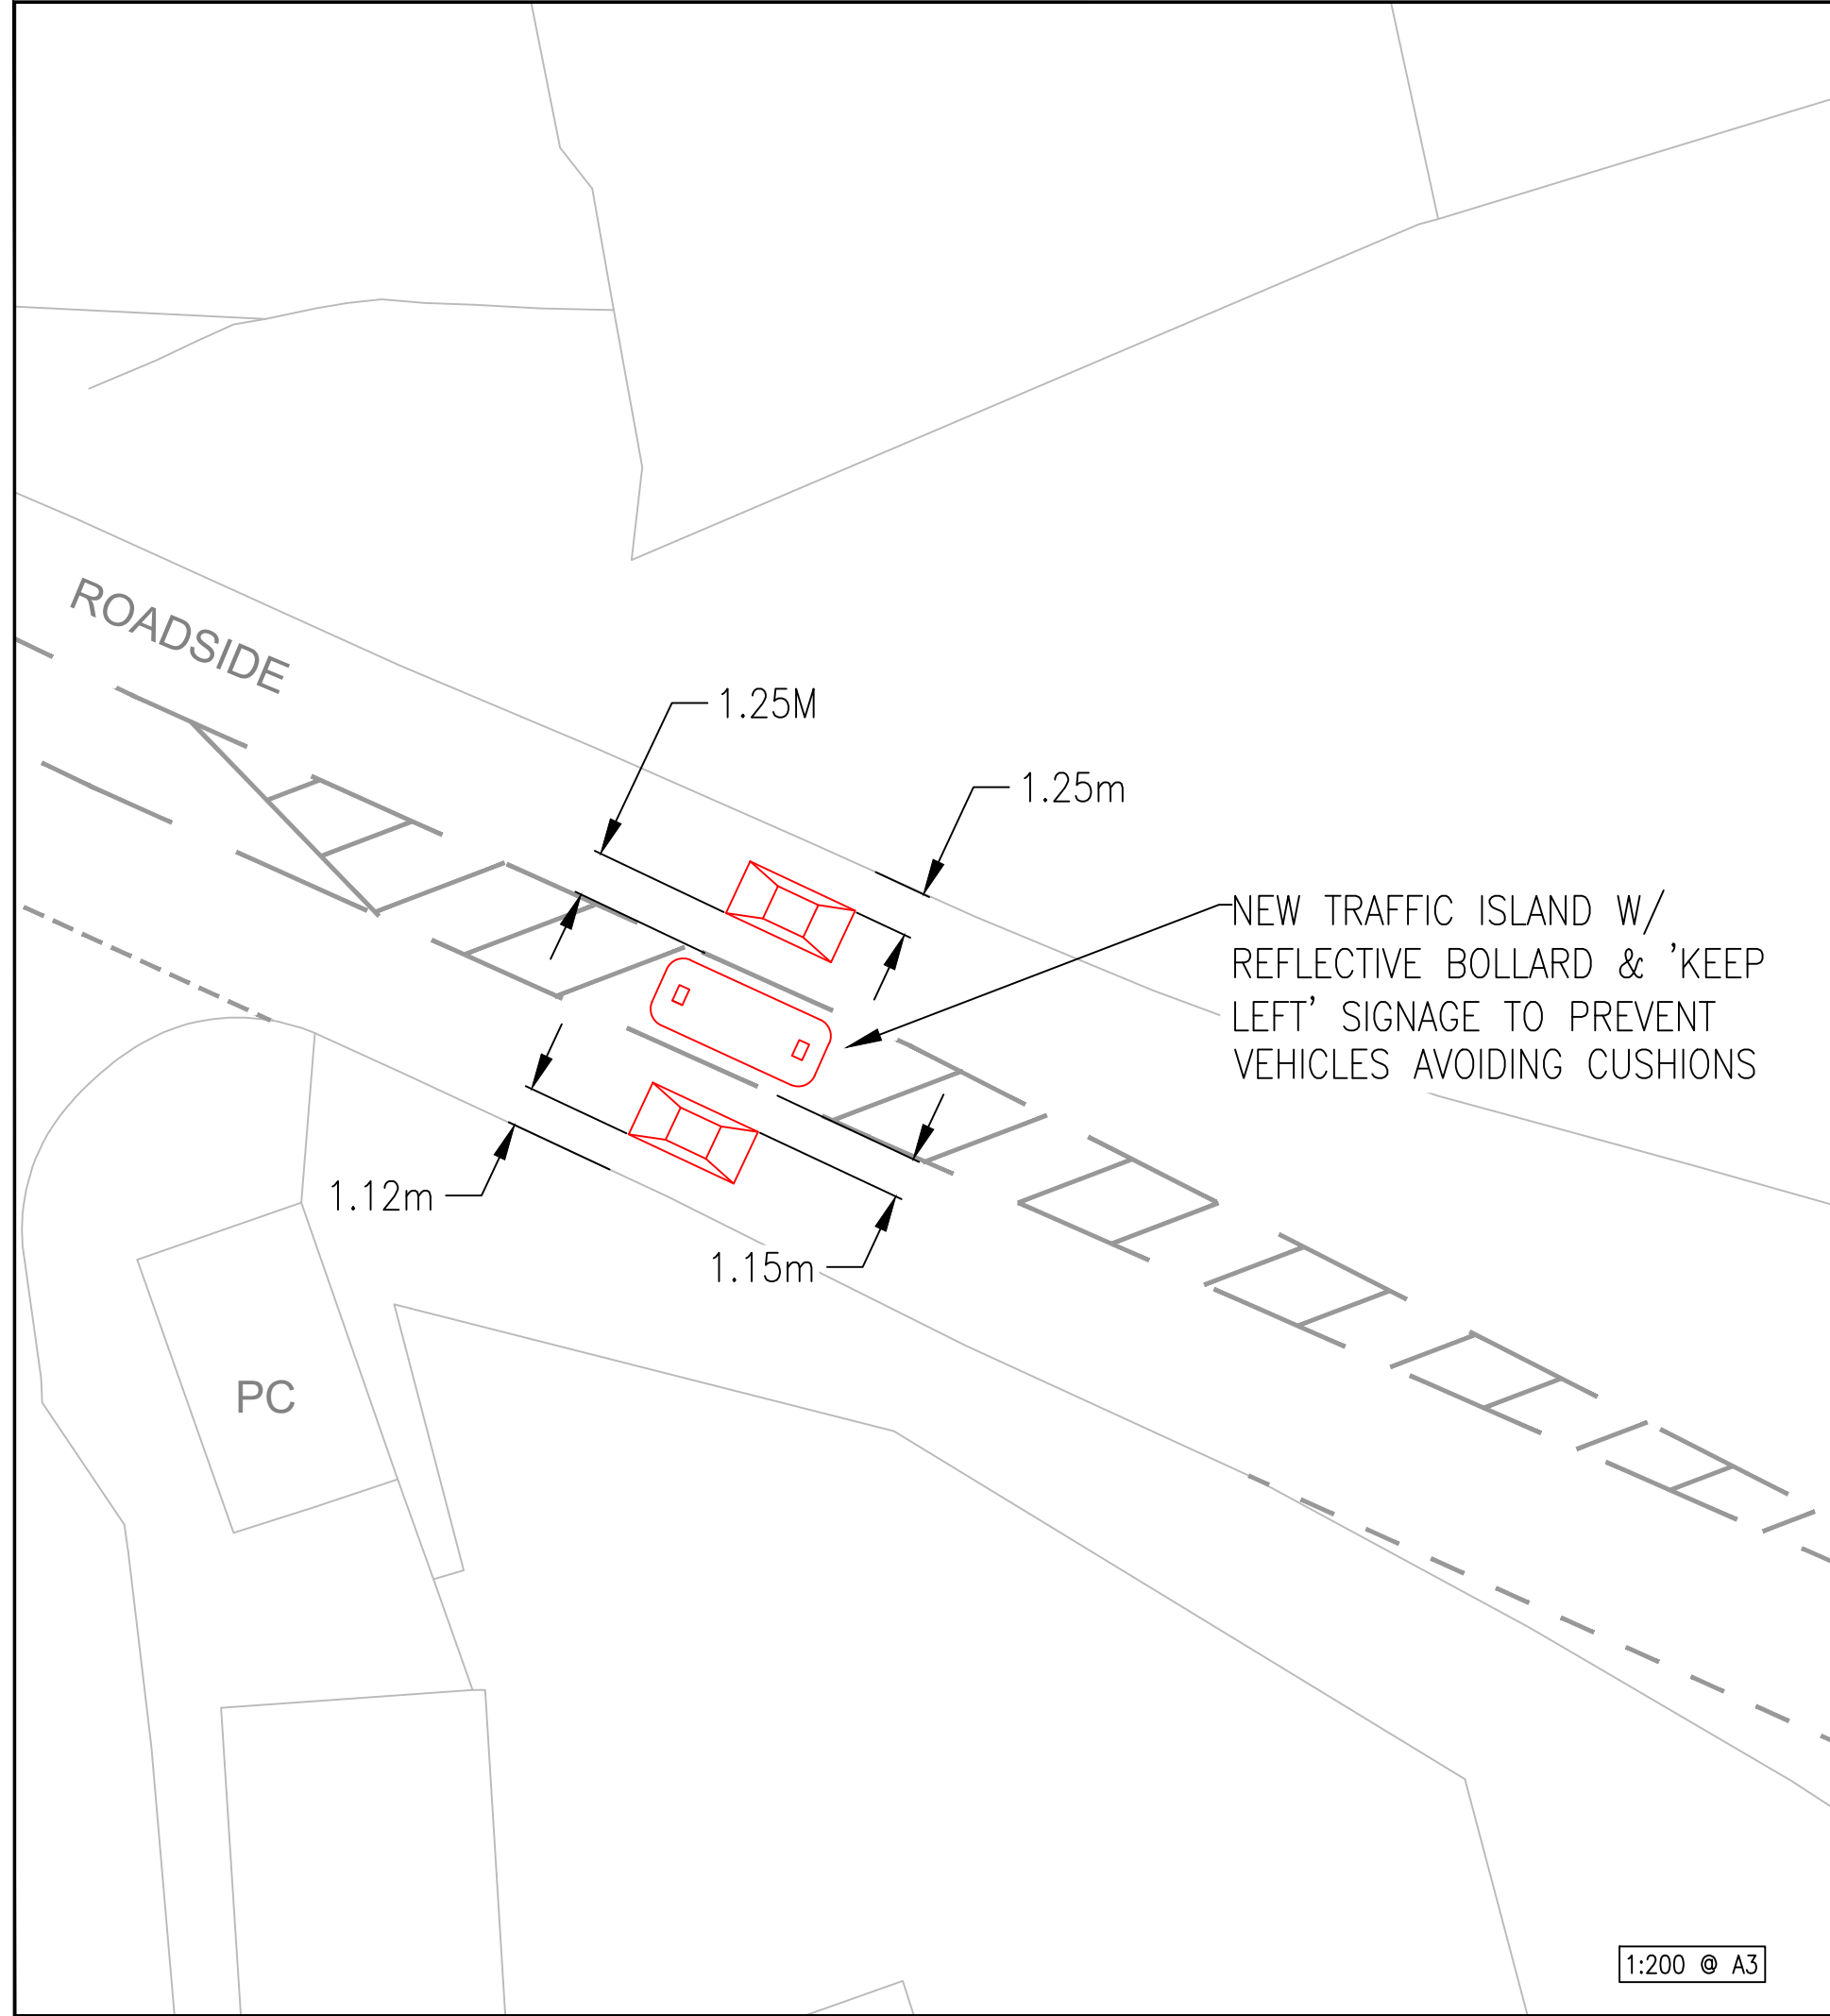 ROADSIDE
1.25M
1.25m
NEW TRAFFIC ISLAND W/
REFLECTIVE BOLLARD & 'KEEP
LEFT' SIGNAGE TO PREVENT
VEHICLES AVOIDING CUSHIONS
1.12m
1.15m
PC
1:200 @ A3